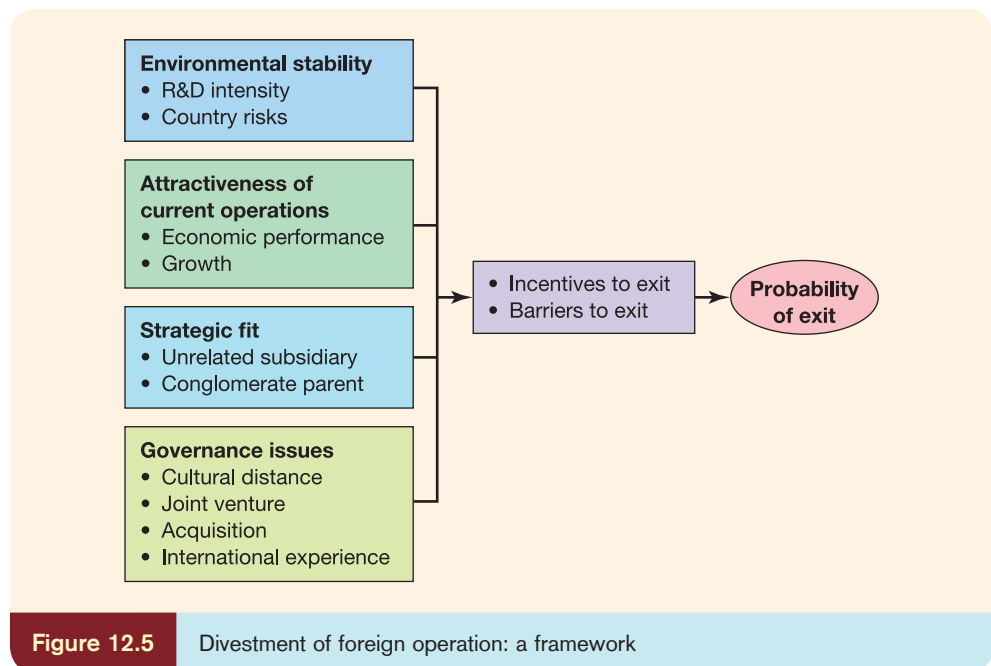 Environmental stability
• R&D intensity
• Country risks
Attractiveness of
current operations
• Economic performance
• Growth
Strategic fit
• Unrelated subsidiary
• Conglomerate parent
Governance issues
• Cultural distance
• Joint venture
• Acquisition
• International experience
• Incentives to exit
• Barriers to exit
Probability
of exit
Figure 12.5 Divestment of foreign operation: a framework